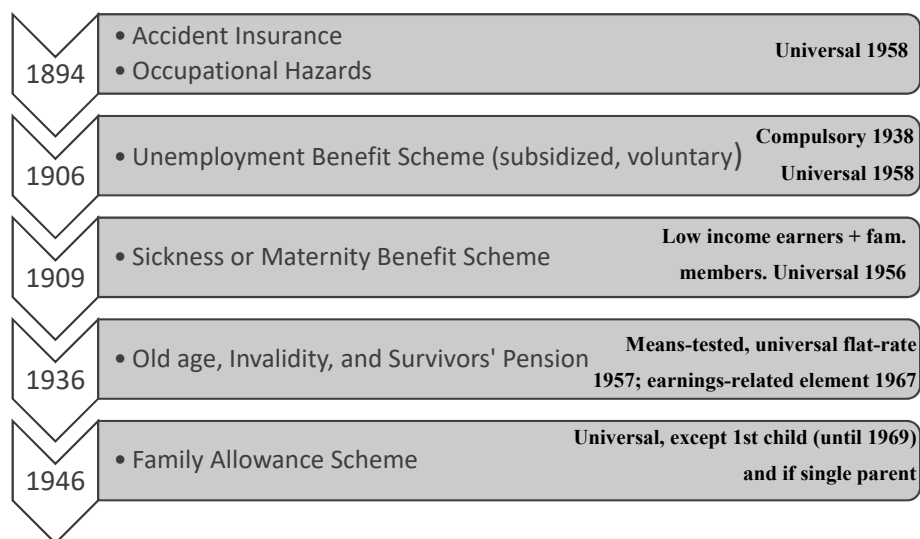 1894
• Accident Insurance
• Occupational Hazards
Universal 1958
1906
• Unemployment Benefit Scheme (subsidized, voluntary)
Compulsory 1938
Universal 1958
1909
• Sickness or Maternity Benefit Scheme
Low income earners + fam.
members. Universal 1956
1936
• Old age, Invalidity, and Survivors' Pension
Means-tested, universal flat-rate
1957; earnings-related element 1967
1946
• Family Allowance Scheme
Universal, except 1st child (until 1969)
and if single parent